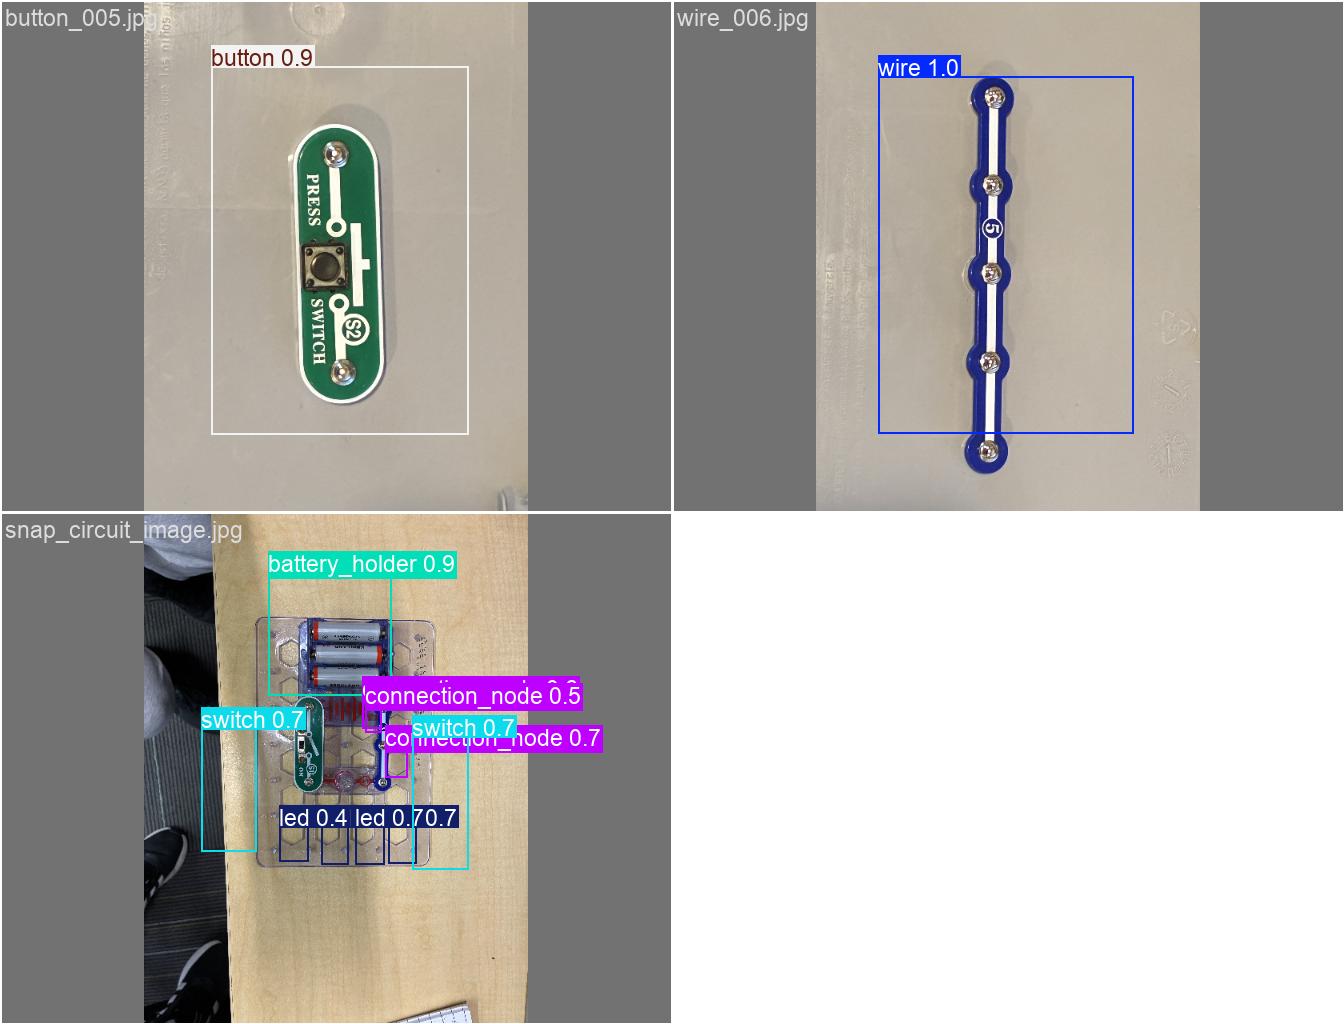 button_005.jpg
button 0.9
PRESS
SWITCH
S2
wire_006.jpg
wire 1.0
5
snap_circuit_image.jpg
battery_holder 0.9
connection_node 0.5
switch 0.7
switch 0.7
connection_node 0.7
ON
S1
led 0.4
led 0.7
0.7